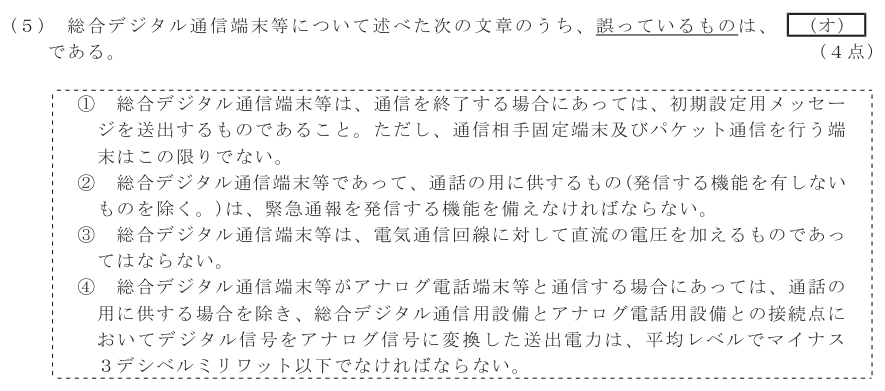 (5) 総合デジタル通信端末等について述べた次の文章のうち、誤っているものは、 (オ)
である。 (4点)
① 総合デジタル通信端末等は、通信を終了する場合にあっては、初期設定用メッセー
ジを送出するものであること。ただし、通信相手固定端末及びパケット通信を行う端
末はこの限りでない。
② 総合デジタル通信端末等であって、通話の用に供するもの(発信する機能を有しない
ものを除く。)は、緊急通報を発信する機能を備えなければならない。
③ 総合デジタル通信端末等は、電気通信回線に対して直流の電圧を加えるものであっ
てはならない。
④ 総合デジタル通信端末等がアナログ電話端末等と通信する場合にあっては、通話の
用に供する場合を除き、総合デジタル通信用設備とアナログ電話用設備との接続点に
おいてデジタル信号をアナログ信号に変換した送出電力は、平均レベルでマイナス
3デシベルミリワット以下でなければならない。